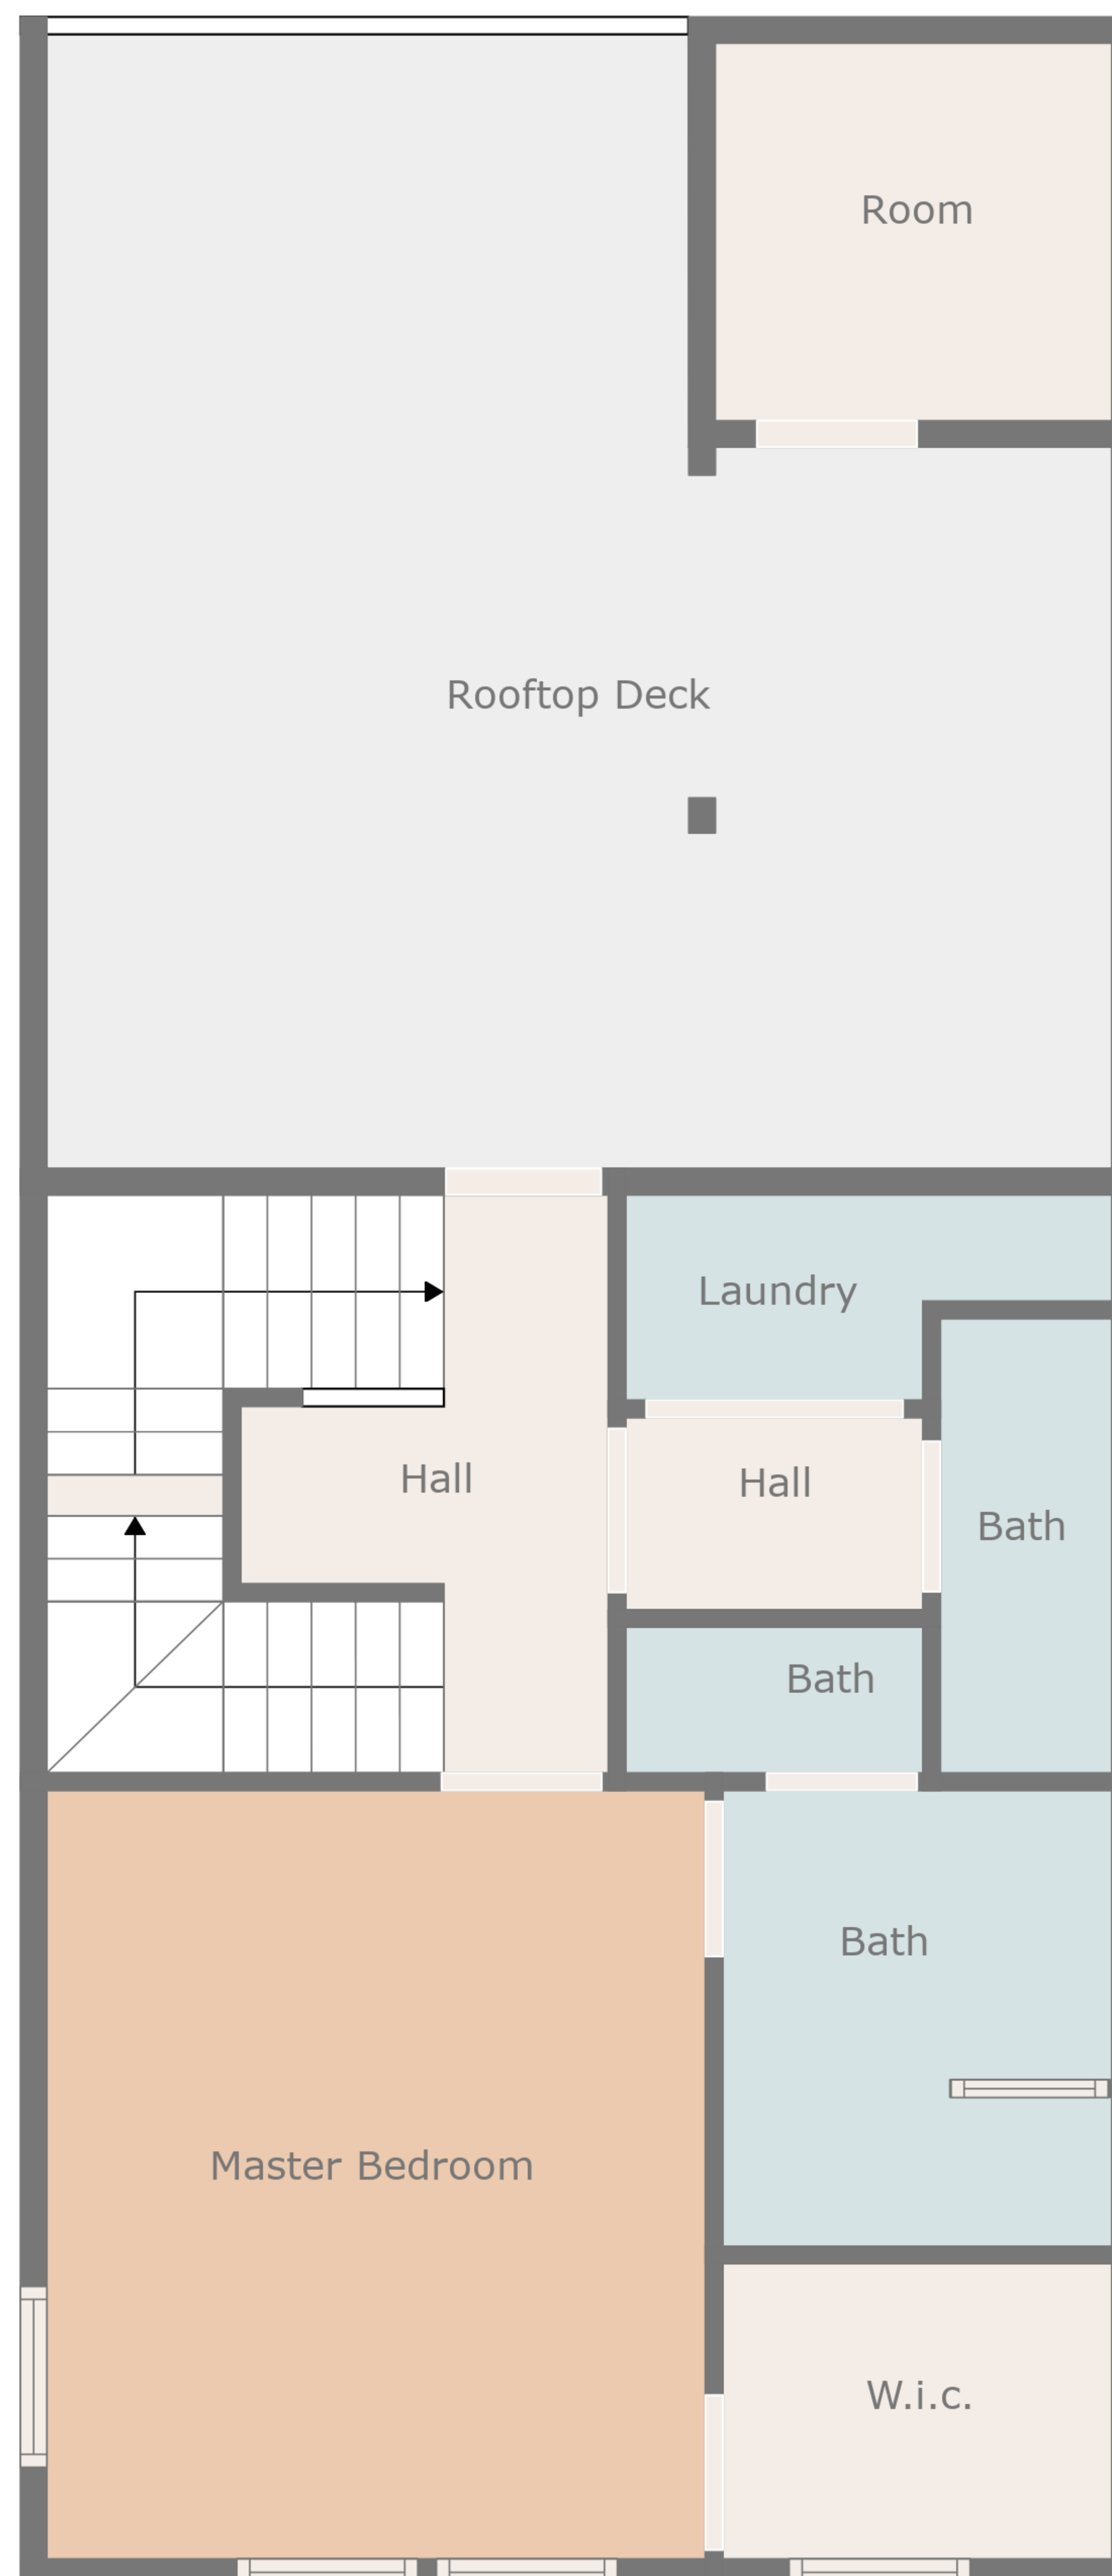 Room
Rooftop Deck
Laundry
Hall
Hall
Bath
Bath
Bath
Master Bedroom
W.i.c.